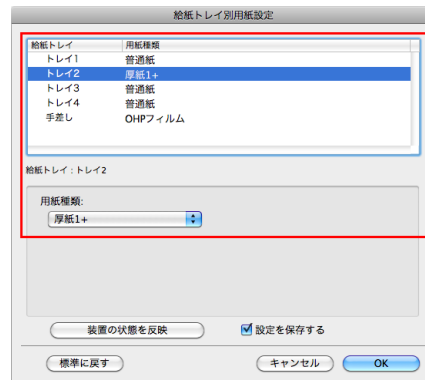 給紙トレイ別用紙設定
給紙トレイ 用紙種類
トレイ1 普通紙
トレイ2 厚紙1+
トレイ3 普通紙
トレイ4 普通紙
手差し OHPフィルム
給紙トレイ : トレイ2
用紙種類:
厚紙1+
装置の状態を反映 設定を保存する
標準に戻す キャンセル OK